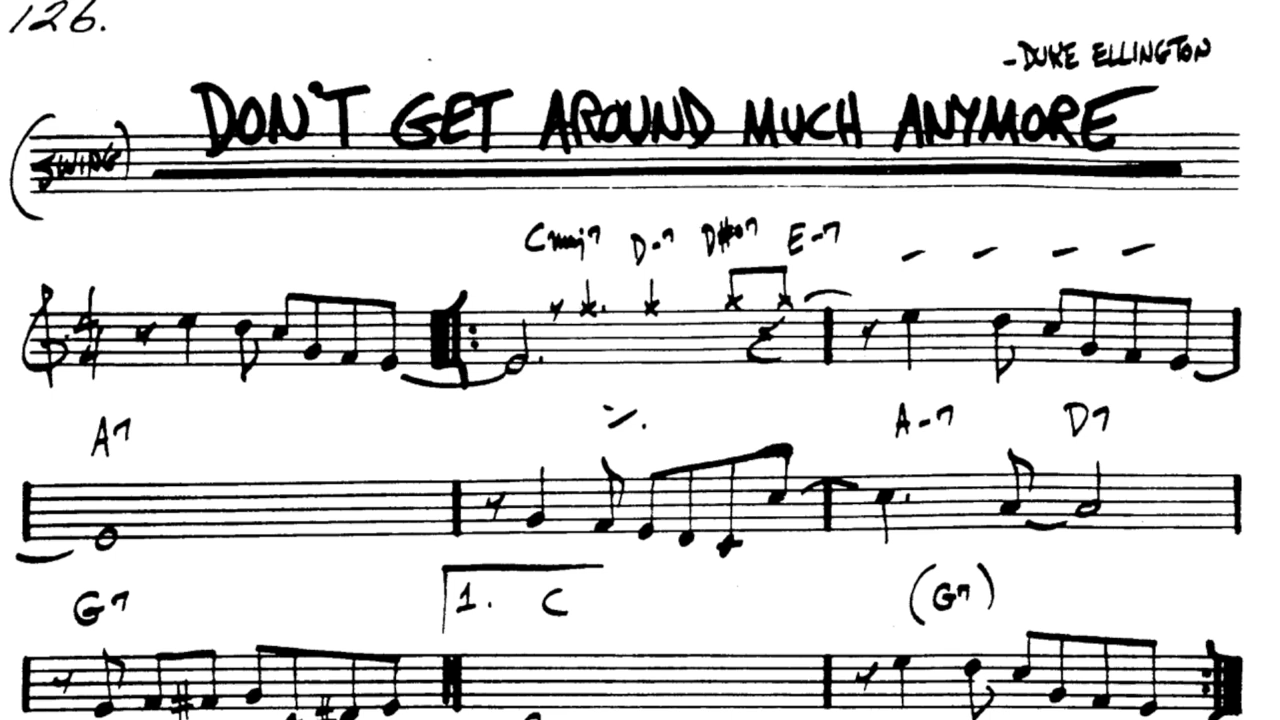 126.
-DUKE ELLINGTON
DON'T GET AROUND MUCH ANYMORE
(SWING)
Cmaj7 D-7 D#o7 E-7
A7 A-7 D7
G7 1. C (G7)